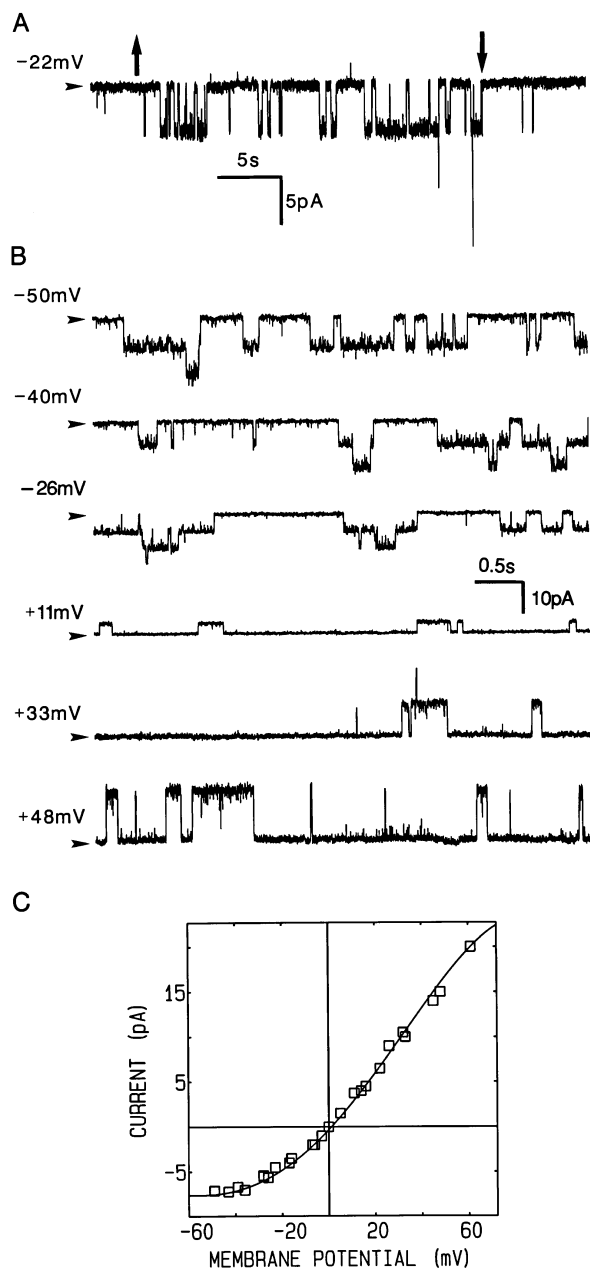 A
-22mV
5s
5pA
B
-50mV
-40mV
-26mV
0.5s
10pA
+11mV
+33mV
+48mV
C
CURRENT (pA)
15
5
-5
-60 -20 20 60
MEMBRANE POTENTIAL (mV)